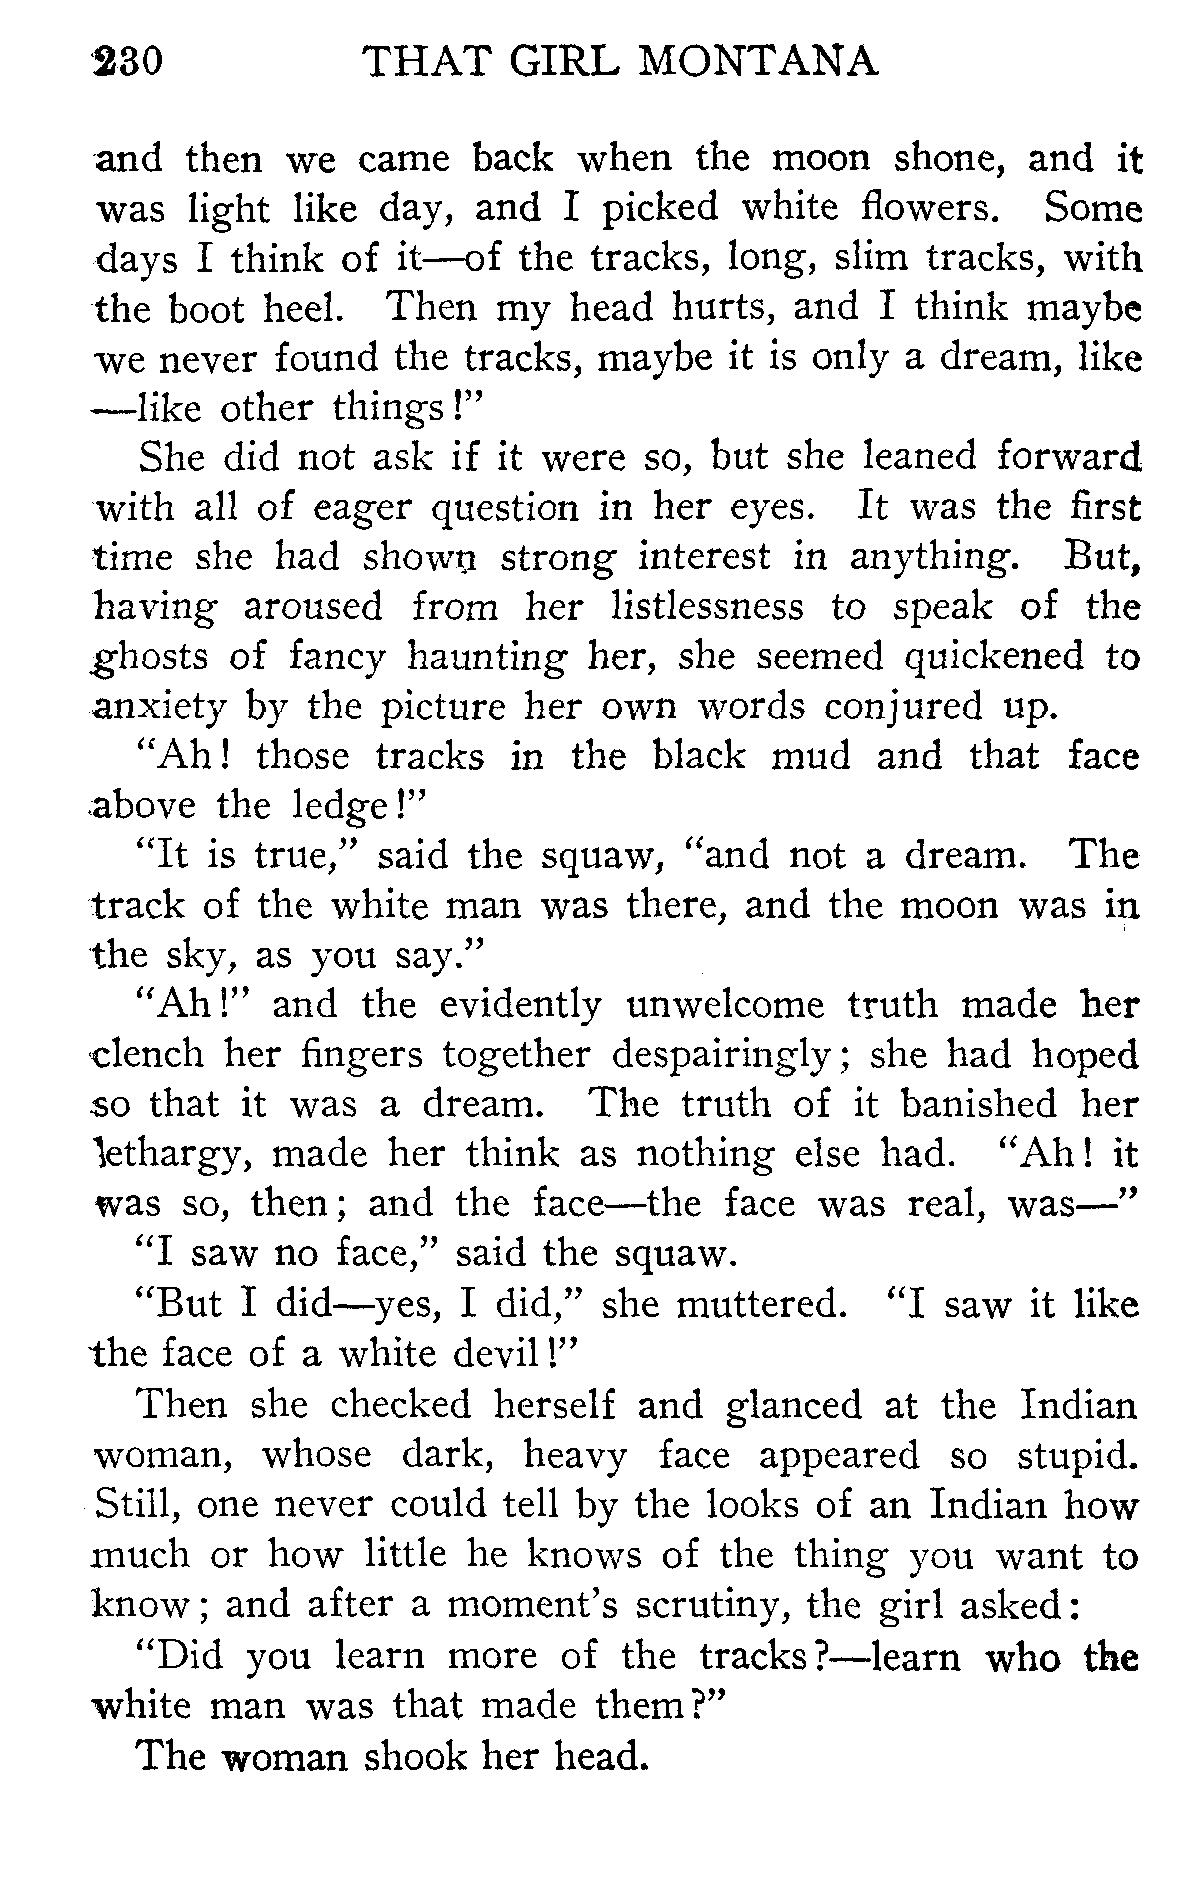 230 THAT GIRL MONTANA
and then we came back when the moon shone, and it
was light like day, and I picked white flowers. Some
days I think of it—of the tracks, long, slim tracks, with
the boot heel. Then my head hurts, and I think maybe
we never found the tracks, maybe it is only a dream, like
—like other things!”
She did not ask if it were so, but she leaned forward
with all of eager question in her eyes. It was the first
time she had shown strong interest in anything. But,
having aroused from her listlessness to speak of the
ghosts of fancy haunting her, she seemed quickened to
anxiety by the picture her own words conjured up.
“Ah! those tracks in the black mud and that face
above the ledge!”
“It is true,” said the squaw, “and not a dream. The
track of the white man was there, and the moon was in
the sky, as you say.”
“Ah!” and the evidently unwelcome truth made her
clench her fingers together despairingly; she had hoped
so that it was a dream. The truth of it banished her
lethargy, made her think as nothing else had. “Ah! it
was so, then; and the face—the face was real, was—”
“I saw no face,” said the squaw.
“But I did—yes, I did,” she muttered. “I saw it like
the face of a white devil!”
Then she checked herself and glanced at the Indian
woman, whose dark, heavy face appeared so stupid.
Still, one never could tell by the looks of an Indian how
much or how little he knows of the thing you want to
know; and after a moment’s scrutiny, the girl asked:
“Did you learn more of the tracks?—learn who the
white man was that made them?”
The woman shook her head.